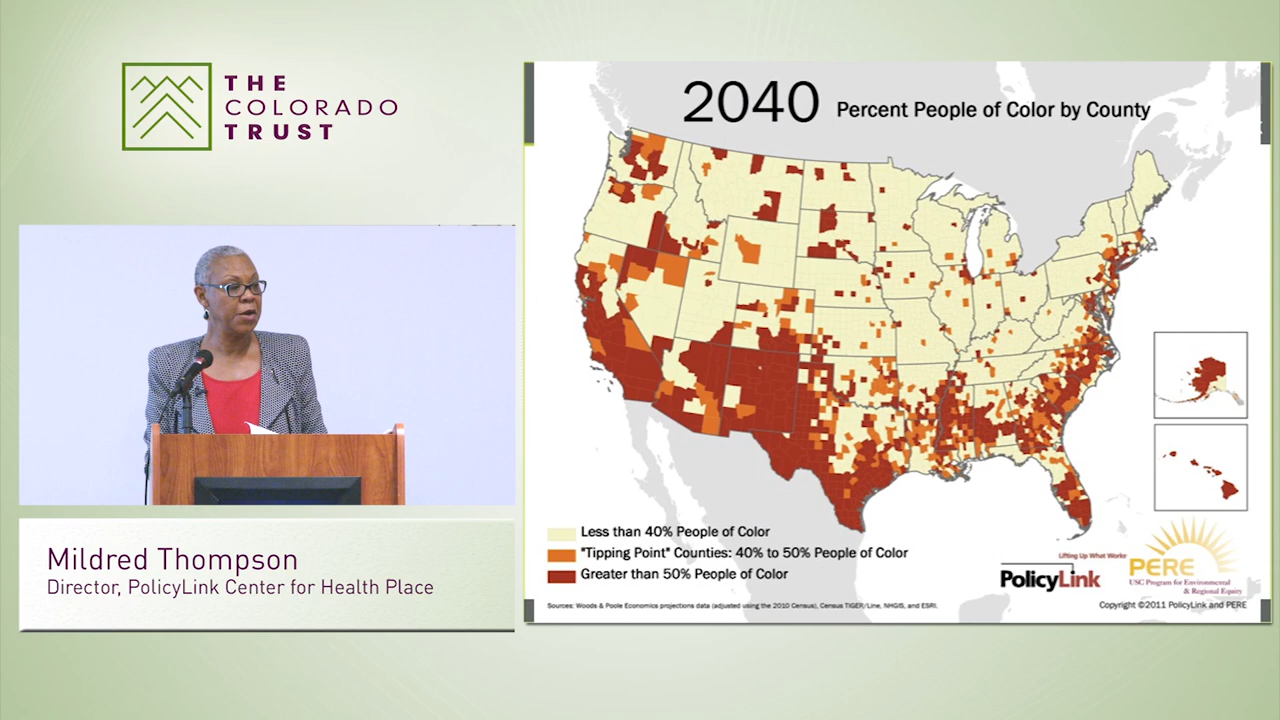 THE
COLORADO
TRUST
Mildred Thompson
Director, PolicyLink Center for Health Place
2040 Percent People of Color by County
Less than 40% People of Color
"Tipping Point" Counties: 40% to 50% People of Color
Greater than 50% People of Color
Lifting Up What Works
PolicyLink
PERE
USC Program for Environmental
& Regional Equity
Sources: Woods & Poole Economics projections data (adjusted using the 2010 Census), Census TIGER/Line, NHGIS, and ESRI.
Copyright ©2011 PolicyLink and PERE